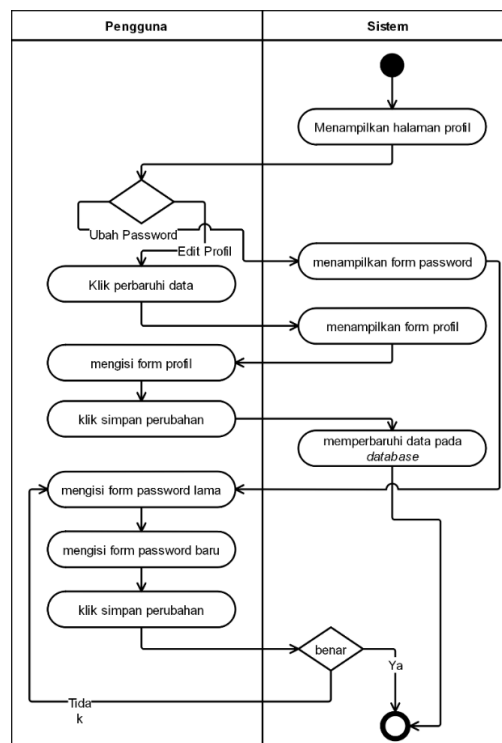 Pengguna
Sistem
Menampilkan halaman profil
Ubah Password
Edit Profil
menampilkan form password
Klik perbaruhi data
menampilkan form profil
mengisi form profil
klik simpan perubahan
memperbaruhi data pada
database
mengisi form password lama
mengisi form password baru
klik simpan perubahan
benar
Ya
Tida
k